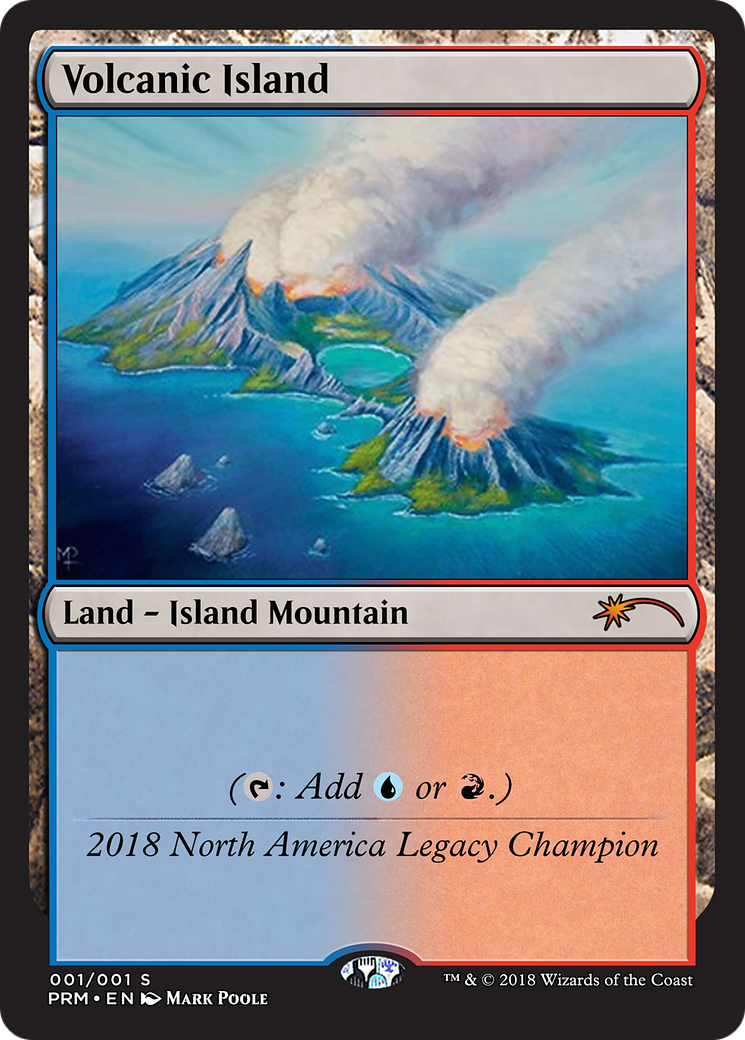 Volcanic Island
MP
Land – Island Mountain
(: Add or .)
2018 North America Legacy Champion
001/001 S
PRM • EN Mark Poole
™ & © 2018 Wizards of the Coast